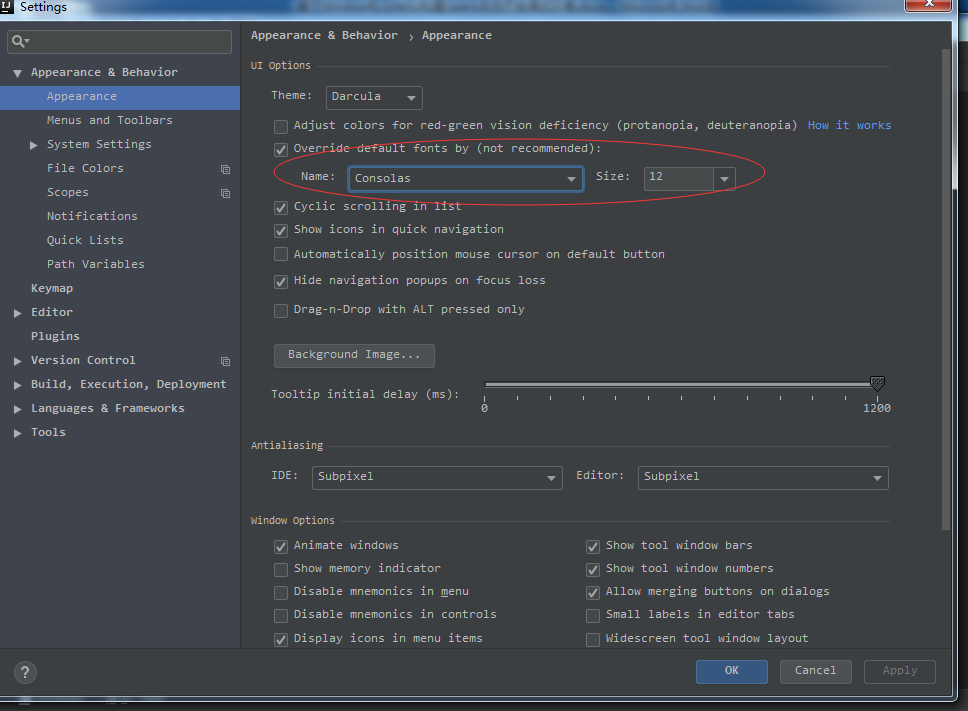 Settings
Appearance & Behavior › Appearance
Appearance & Behavior
Appearance
Menus and Toolbars
System Settings
File Colors
Scopes
Notifications
Quick Lists
Path Variables
Keymap
Editor
Plugins
Version Control
Build, Execution, Deployment
Languages & Frameworks
Tools
UI Options
Theme: Darcula
Adjust colors for red-green vision deficiency (protanopia, deuteranopia) How it works
Override default fonts by (not recommended):
Name: Consolas Size: 12
Cyclic scrolling in list
Show icons in quick navigation
Automatically position mouse cursor on default button
Hide navigation popups on focus loss
Drag-n-Drop with ALT pressed only
Background Image...
Tooltip initial delay (ms):
0 1200
Antialiasing
IDE: Subpixel Editor: Subpixel
Window Options
Animate windows Show tool window bars
Show memory indicator Show tool window numbers
Disable mnemonics in menu Allow merging buttons on dialogs
Disable mnemonics in controls Small labels in editor tabs
Display icons in menu items Widescreen tool window layout
? OK Cancel Apply